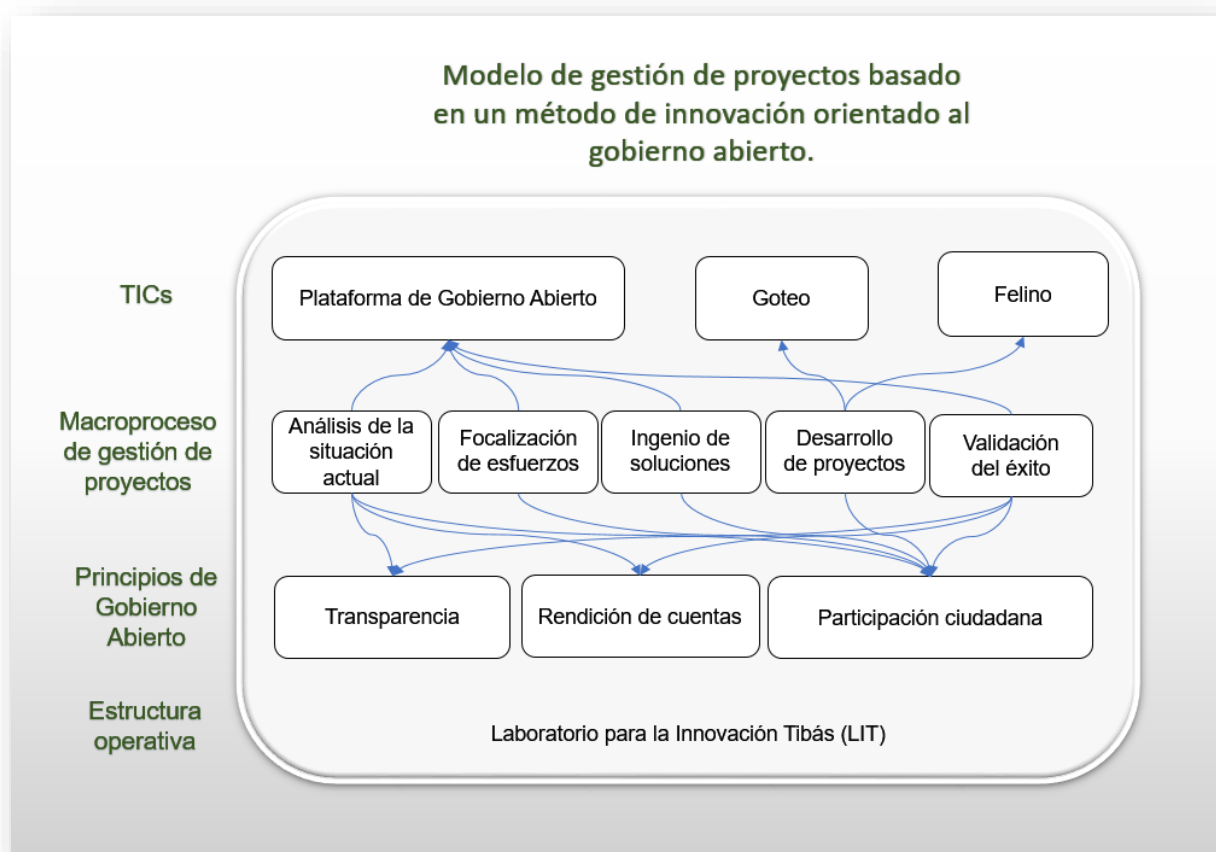 Modelo de gestión de proyectos basado
en un método de innovación orientado al
gobierno abierto.
TICs
Plataforma de Gobierno Abierto
Goteo
Felino
Macroproceso
de gestión de
proyectos
Análisis de la
situación
actual
Focalización
de esfuerzos
Ingenio de
soluciones
Desarrollo
de proyectos
Validación
del éxito
Principios de
Gobierno
Abierto
Transparencia
Rendición de cuentas
Participación ciudadana
Estructura
operativa
Laboratorio para la Innovación Tibás (LIT)